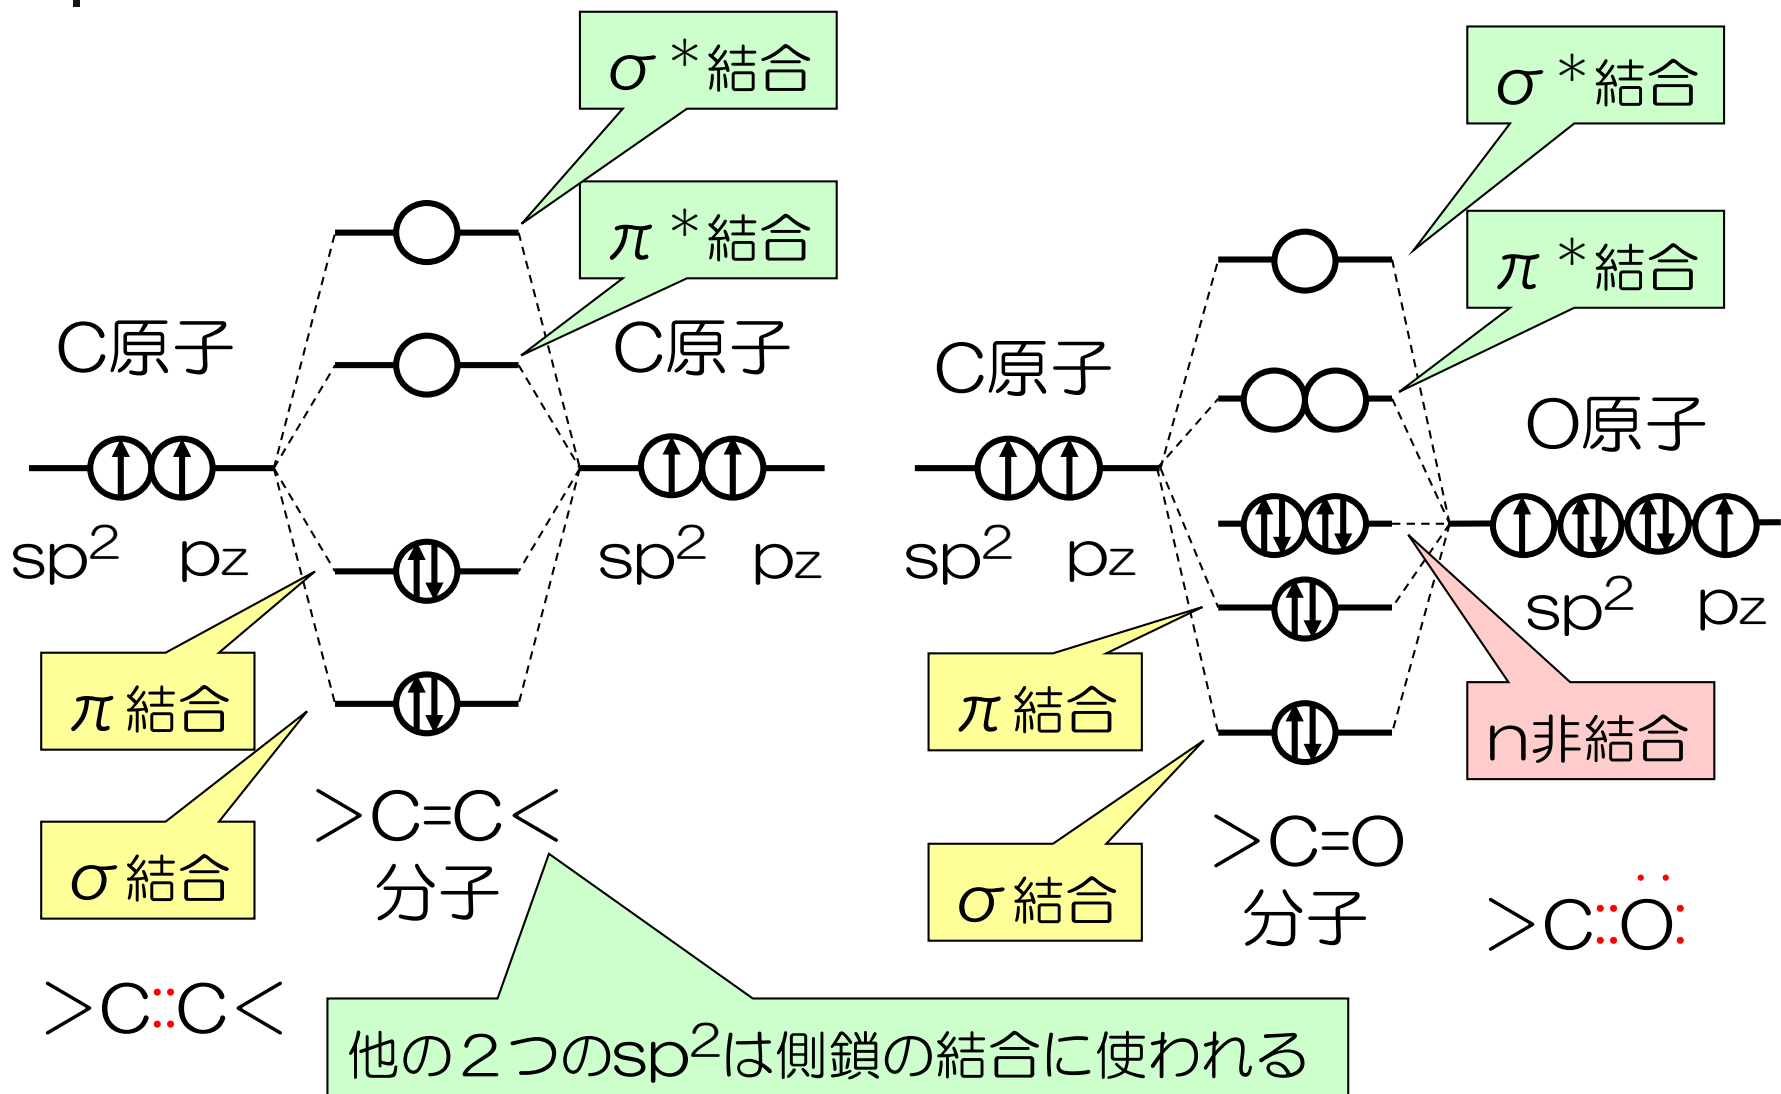 σ*結合
π*結合
C原子
C原子
sp²
pz
sp²
pz
π結合
σ結合
>C=C<
分子
>C::C<
他の２つのsp²は側鎖の結合に使われる
σ*結合
π*結合
C原子
O原子
sp²
pz
sp²
pz
π結合
n非結合
σ結合
>C=O
分子
>C::O: